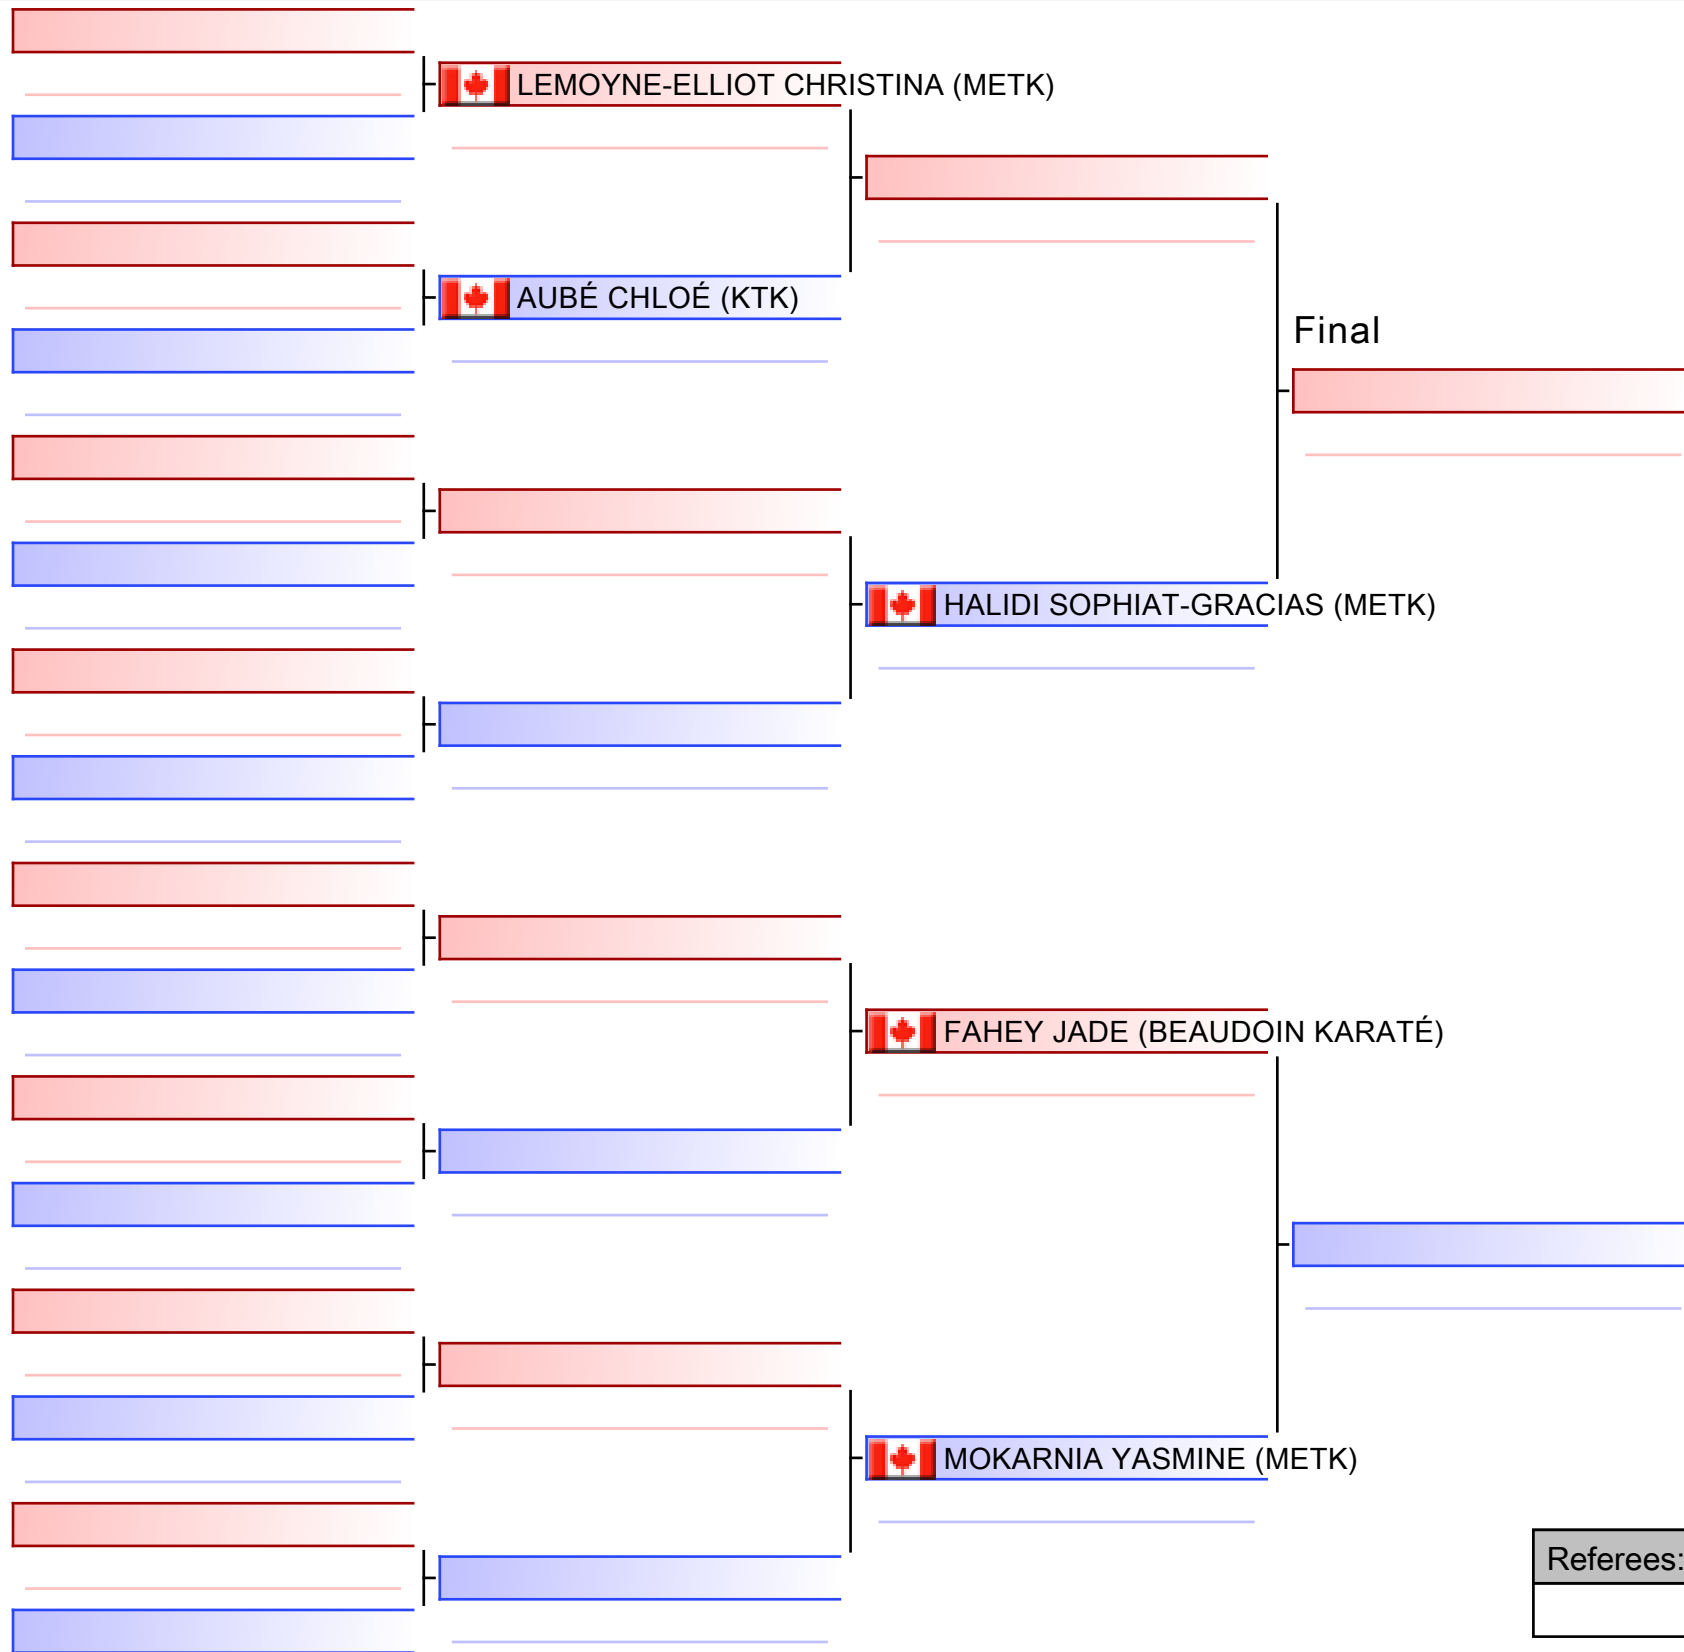 LEMOYNE-ELLIOT CHRISTINA (METK)
AUBÉ CHLOÉ (KTK)
Final
HALIDI SOPHIAT-GRACIAS (METK)
FAHEY JADE (BEAUDOIN KARATÉ)
MOKARNIA YASMINE (METK)
Referees: